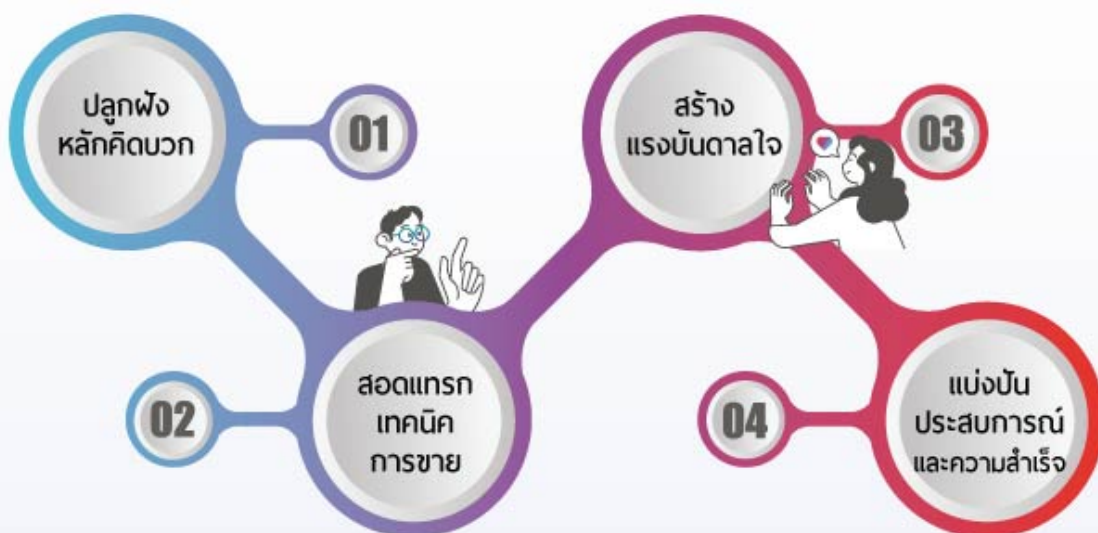 ปลูกฝัง
หลักคิดบวก
01
02
สอดแทรก
เทคนิค
การขาย
สร้าง
แรงบันดาลใจ
03
04
แบ่งปัน
ประสบการณ์
และความสำเร็จ